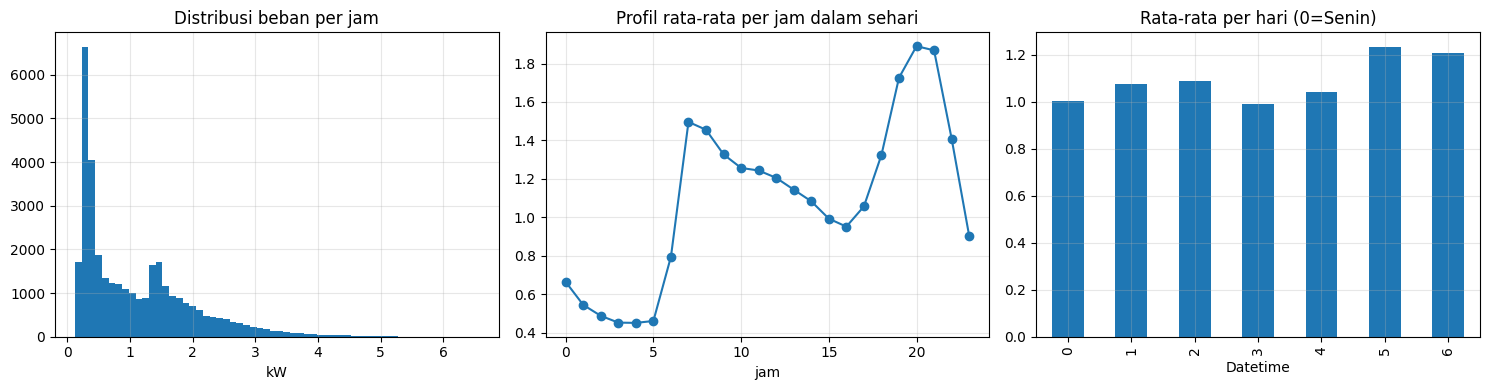 Distribusi beban per jam
6000
5000
4000
3000
2000
1000
0
0 1 2 3 4 5 6
kW
Profil rata-rata per jam dalam sehari
1.8
1.6
1.4
1.2
1.0
0.8
0.6
0.4
0 5 10 15 20
jam
Rata-rata per hari (0=Senin)
1.2
1.0
0.8
0.6
0.4
0.2
0.0
0 1 2 3 4 5 6
Datetime